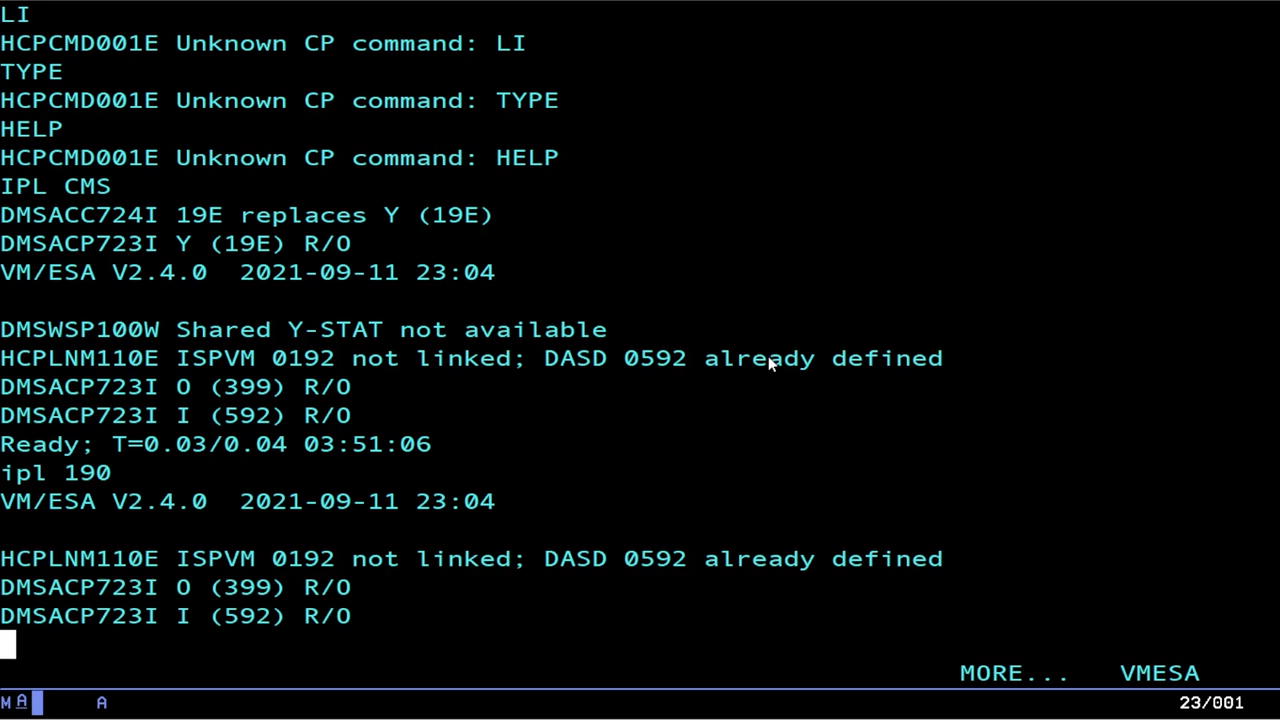 LI
HCPCMD001E Unknown CP command: LI
TYPE
HCPCMD001E Unknown CP command: TYPE
HELP
HCPCMD001E Unknown CP command: HELP
IPL CMS
DMSACC724I 19E replaces Y (19E)
DMSACP723I Y (19E) R/O
VM/ESA V2.4.0  2021-09-11 23:04
DMSWSP100W Shared Y-STAT not available
HCPLNM110E ISPVM 0192 not linked; DASD 0592 already defined
DMSACP723I O (399) R/O
DMSACP723I I (592) R/O
Ready; T=0.03/0.04 03:51:06
ipl 190
VM/ESA V2.4.0  2021-09-11 23:04
HCPLNM110E ISPVM 0192 not linked; DASD 0592 already defined
DMSACP723I O (399) R/O
DMSACP723I I (592) R/O
MORE...   VMESA
M A A 23/001